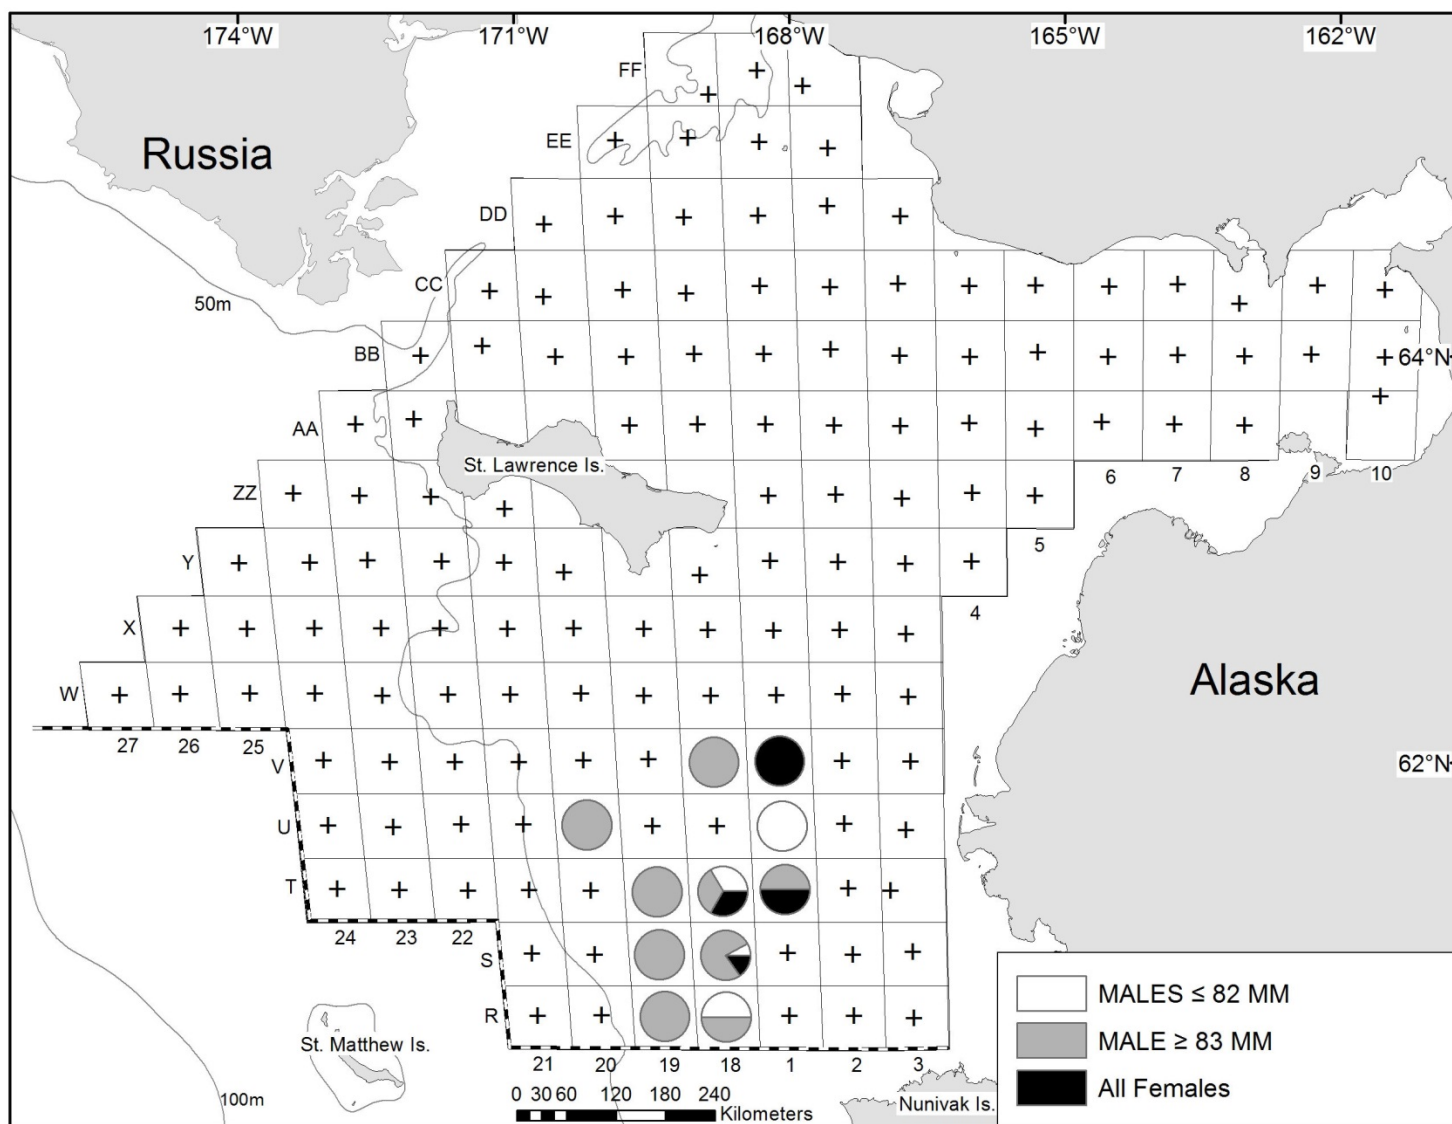 174°W 171°W 168°W 165°W 162°W
FF
Russia
EE
DD
CC
50m
BB
64°N
AA
St. Lawrence Is.
ZZ
6 7 8 9 10
5
Y
4
X
Alaska
W
27 26 25
V
62°N
U
T
24 23 22
S
MALES ≤ 82 MM
R
MALE ≥ 83 MM
St. Matthew Is.
21 20 19 18 1 2 3
All Females
100m
0 30 60 120 180 240
Kilometers
Nunivak Is.